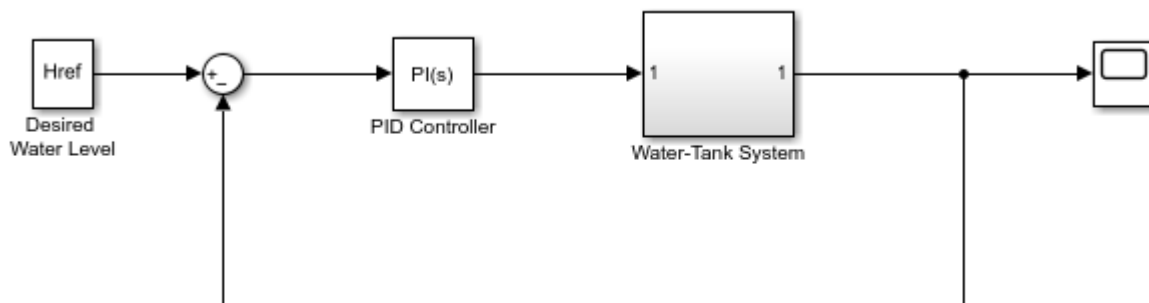 Href
Desired
Water Level
+
−
PI(s)
PID Controller
1
1
Water-Tank System